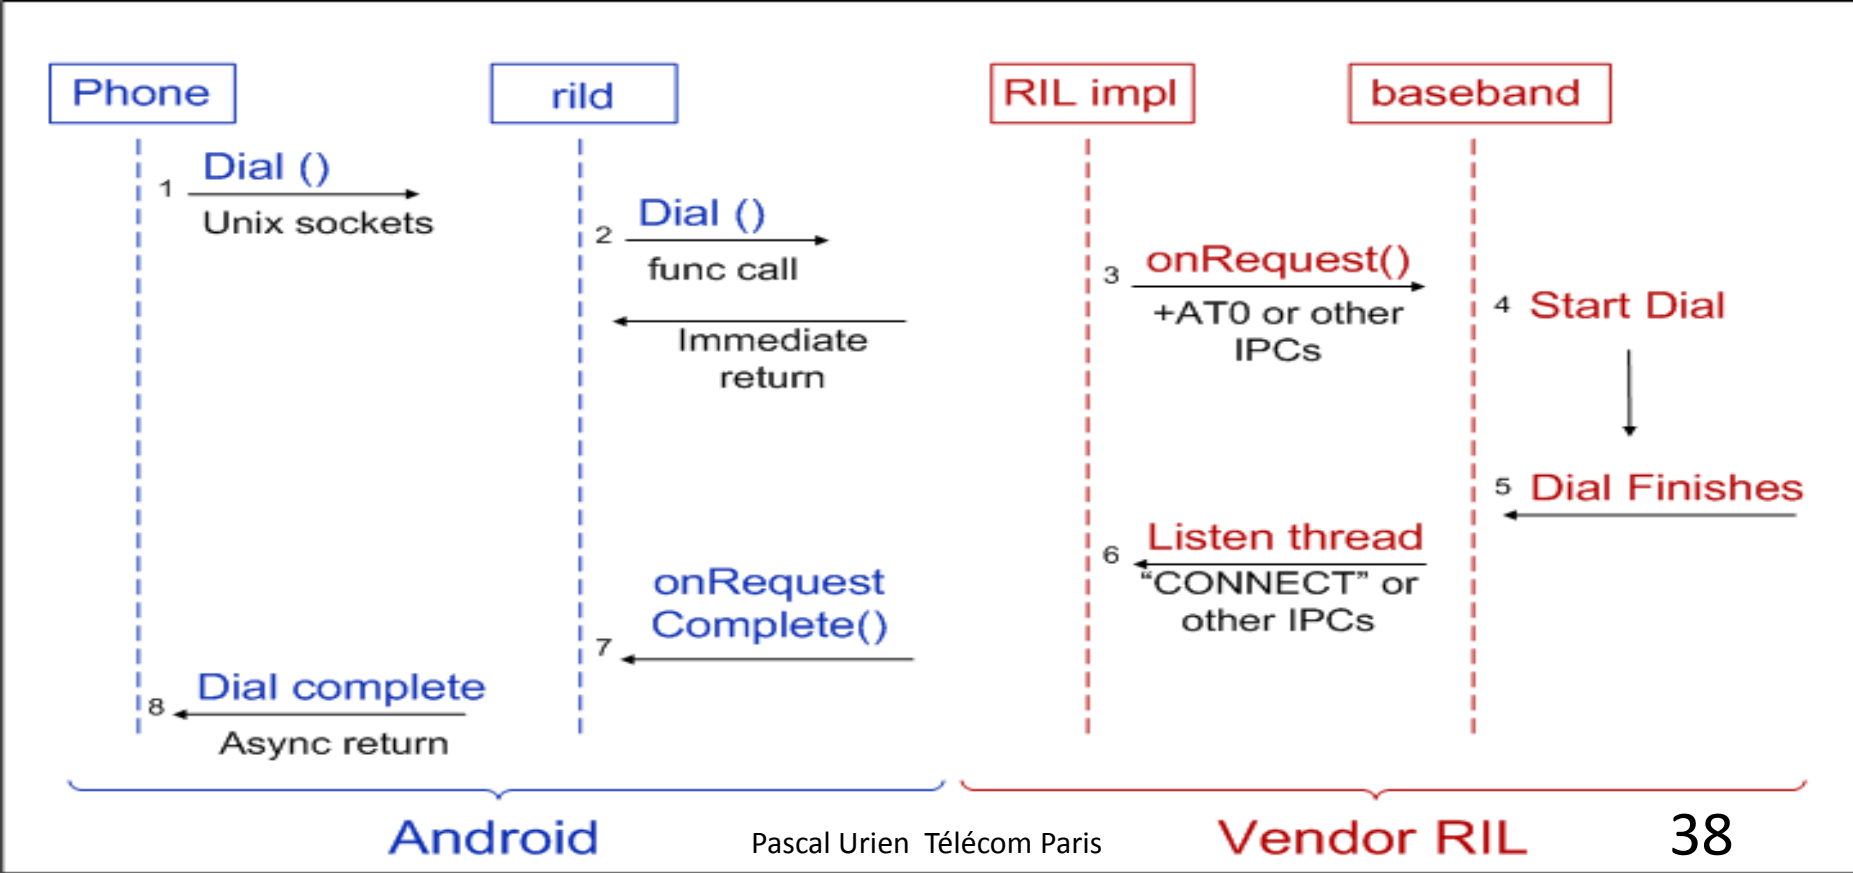 Phone
rild
RIL impl
baseband
1 Dial ()
Unix sockets
2 Dial ()
func call
Immediate
return
3 onRequest()
+AT0 or other
IPCs
4 Start Dial
5 Dial Finishes
6 Listen thread
“CONNECT” or
other IPCs
7 onRequest
Complete()
8 Dial complete
Async return
Android
Pascal Urien Télécom Paris
Vendor RIL
38